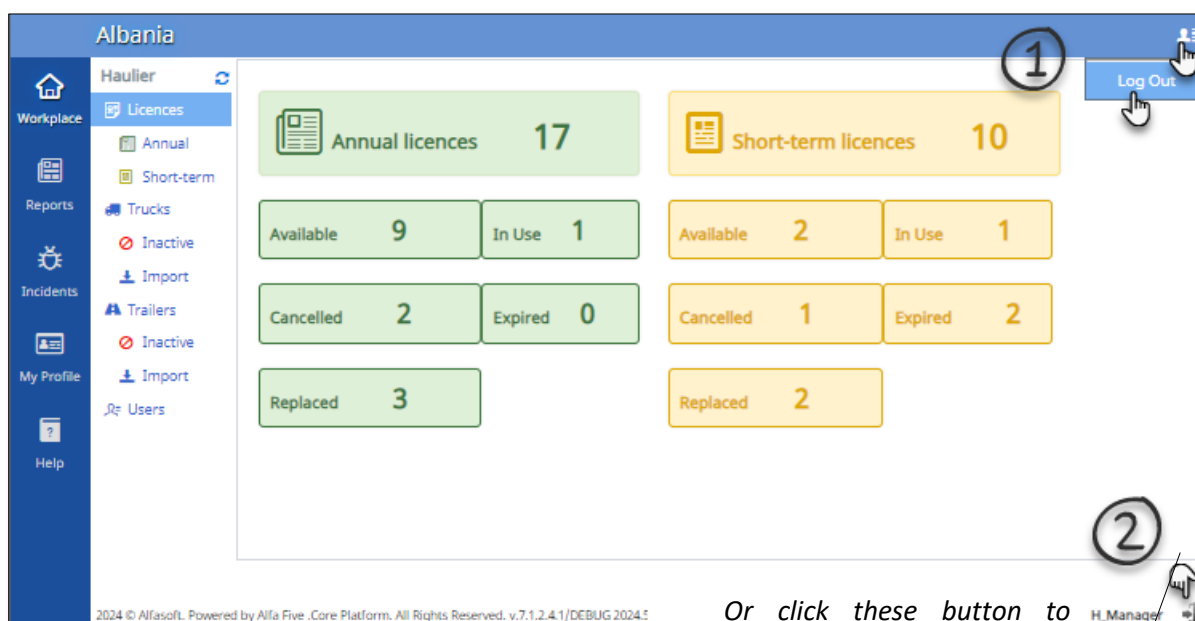 Albania
1
Log Out
Haulier
Workplace
Licences
Annual
Short-term
Reports
Trucks
Inactive
Import
Incidents
Trailers
Inactive
Import
My Profile
Users
Help
Annual licences 17
Short-term licences 10
Available 9
In Use 1
Available 2
In Use 1
Cancelled 2
Expired 0
Cancelled 1
Expired 2
Replaced 3
Replaced 2
2
2024 © Alfasoft. Powered by Alfa Five .Core Platform. All Rights Reserved. v.7.1.2.4.1/DEBUG 2024.5
Or click these button to
H_Manager